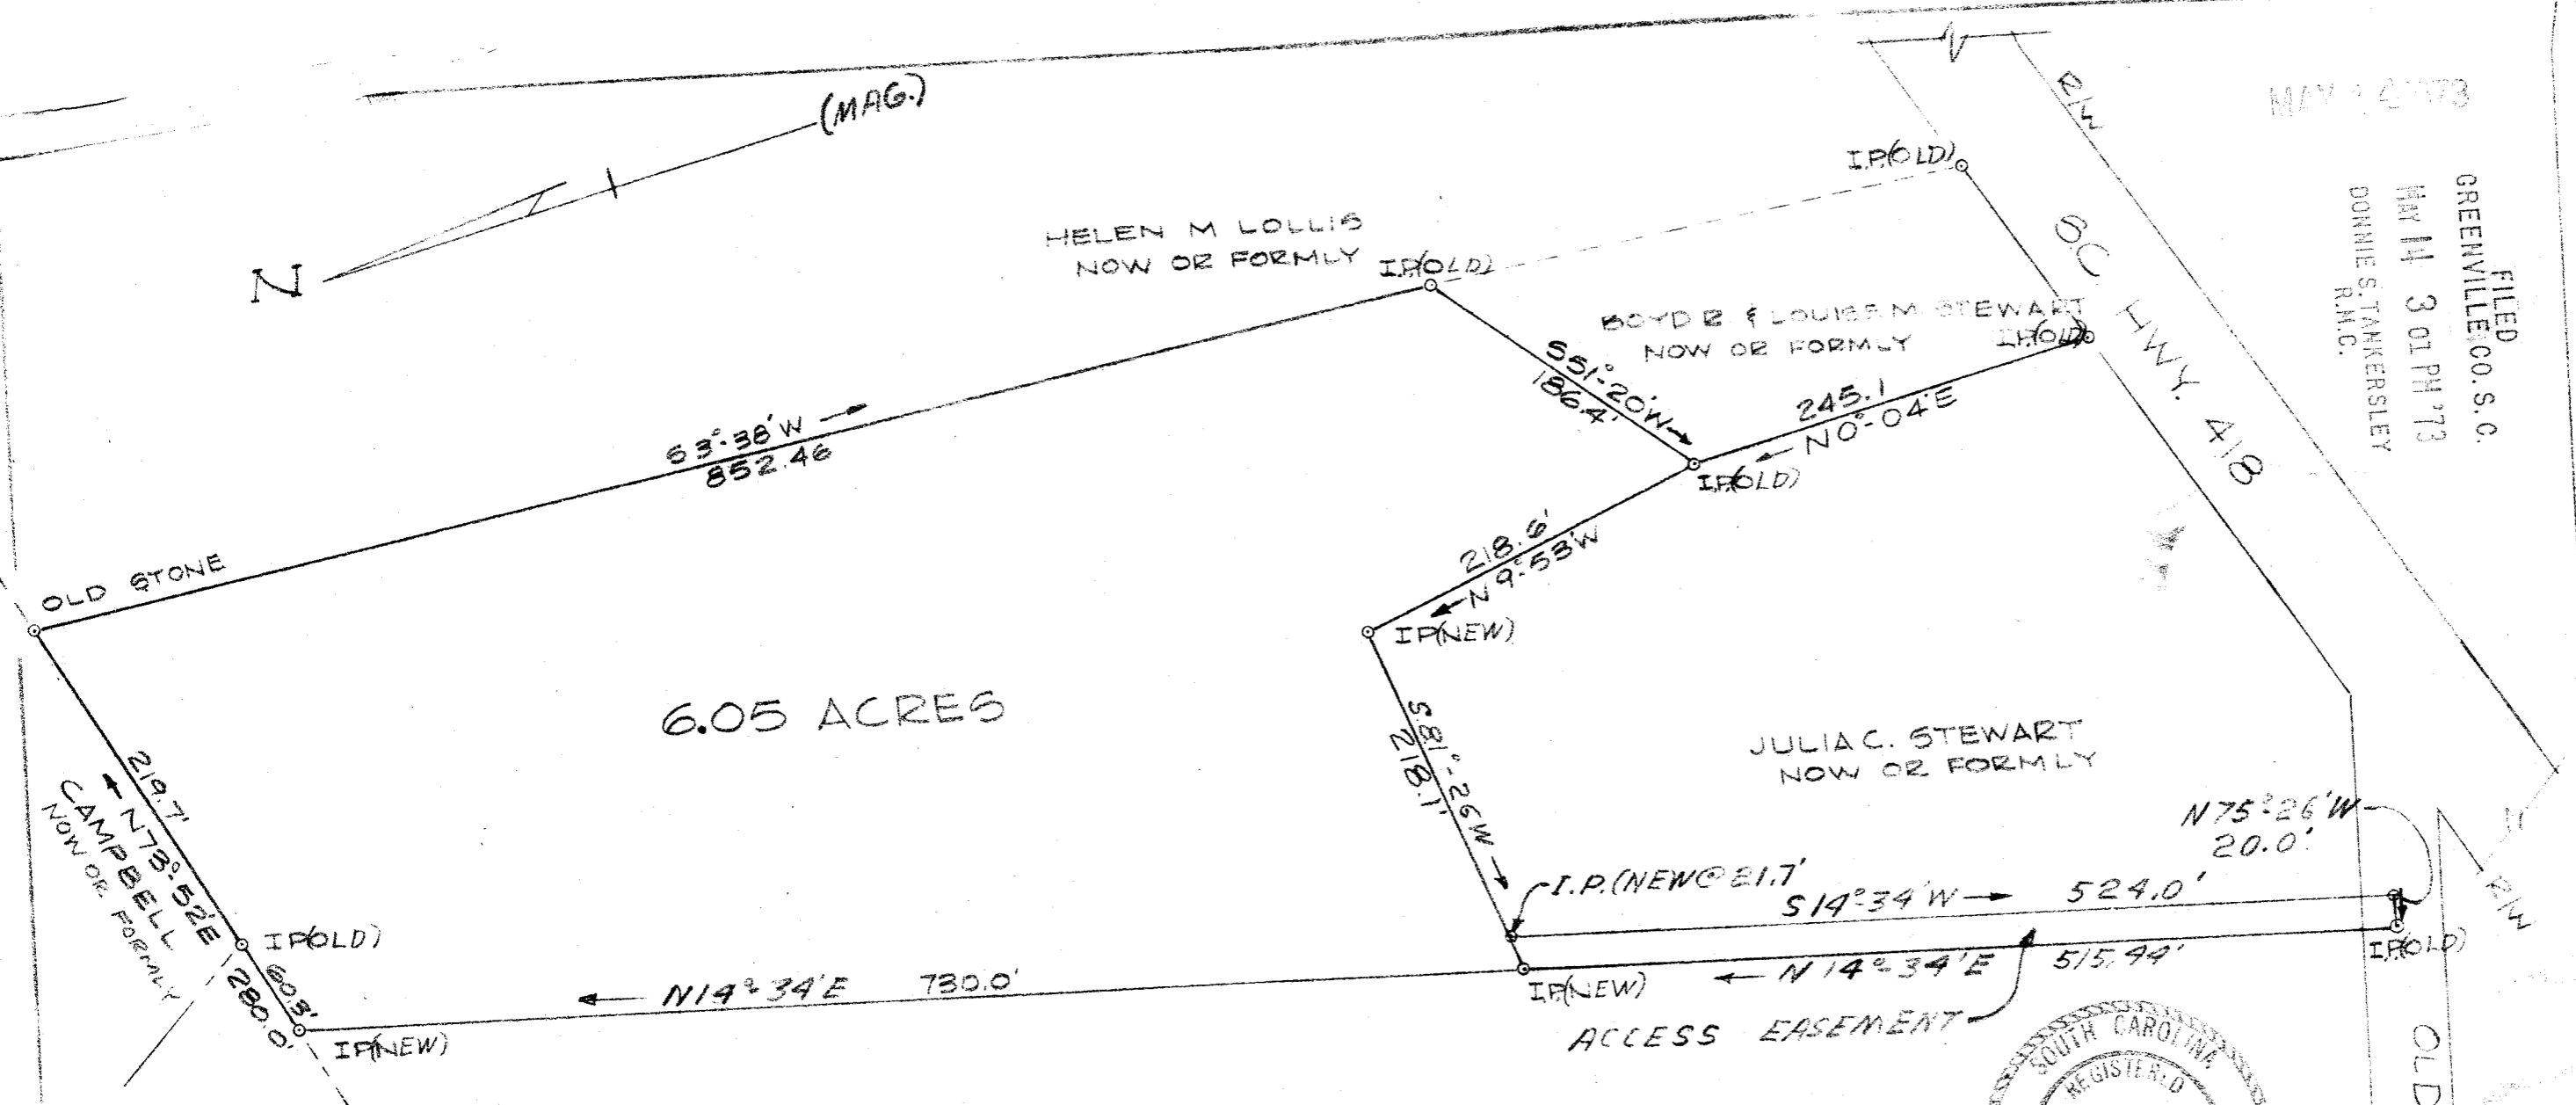 (MAG.)
N
R/W
I.P.(OLD)
HELEN M LOLLIS
NOW OR FORMLY
I.P.(OLD)
BOYD R & LOUISE M STEWART
NOW OR FORMLY
I.P.(OLD)
S.C. HWY. 418
FILED
GREENVILLE CO. S. C.
MAY 14 3 01 PM '73
DONNIE S. TANKERSLEY
R.M.C.
S 3°-38' W
852.46
S51°-20'W
186.4'
245.1
N0°-04'E
I.P.(OLD)
218.6'
N 9°-53'W
I.P.(NEW)
OLD STONE
6.05 ACRES
S.81°-26'W
218.1'
JULIA C. STEWART
NOW OR FORMLY
N75°-26'W
20.0'
219.7'
N73°-52'E
CAMPBELL
NOW OR FORMLY
I.P.(OLD)
60.3'
280.0'
I.P.(NEW)
I.P.(NEW@21.7'
S14°-34'W
524.0'
N14°-34'E
730.0'
I.P.(NEW)
N 14°-34'E
515.44'
I.P.(OLD)
R/W
ACCESS EASEMENT
OLD
SOUTH CAROLINA
REGISTERED